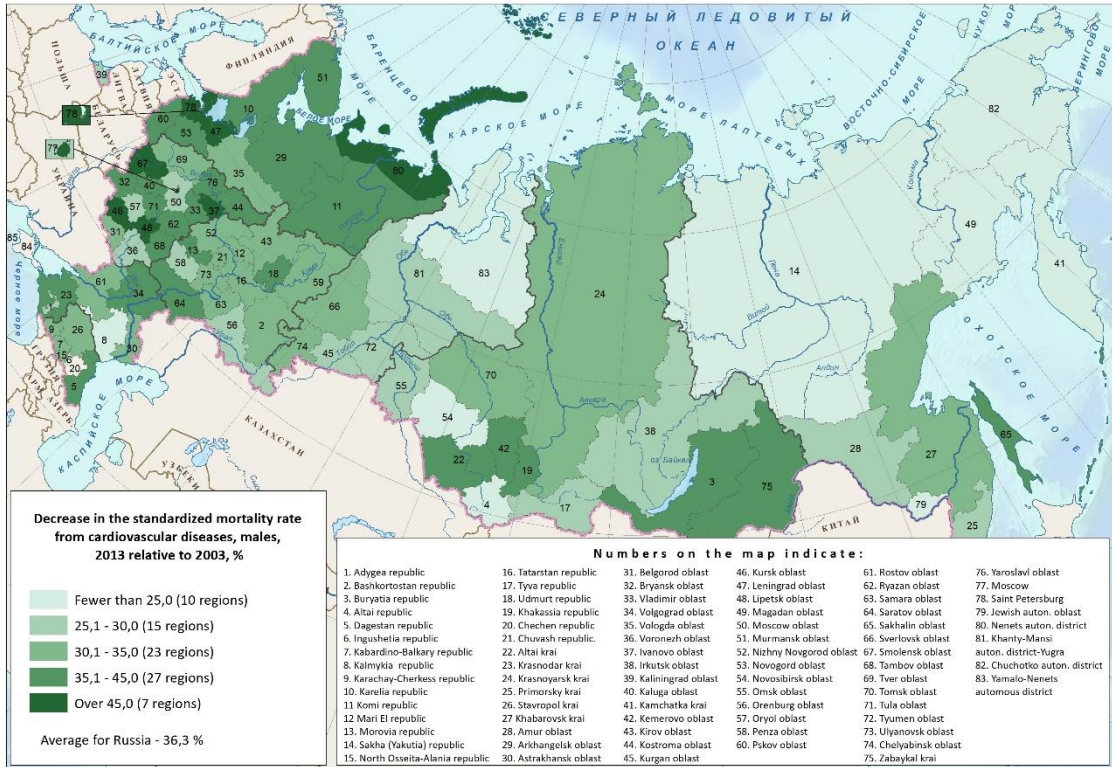 СЕВЕРНЫЙ ЛЕДОВИТЫЙ
ОКЕАН
БАЛТИЙСКОЕ МОРЕ
ФИНЛЯНДИЯ
БАРЕНЦЕВО
МОРЕ
БЕЛОЕ МОРЕ
КАРСКОЕ МОРЕ
МОРЕ ЛАПТЕВЫХ
ВОСТОЧНО-СИБИРСКОЕ
МОРЕ
БЕРИНГОВО
МОРЕ
ОХОТСКОЕ МОРЕ
ПОЛЬША
ЛИТВА
БЕЛАРУСЬ
УКРАИНА
КАСПИЙСКОЕ МОРЕ
КАЗАХСТАН
КИТАЙ
Обь
Обь
Тобол
Урал
Кама
Енисей
Ангара
Лена
Вилюй
Алдан
Колыма
оз. Байкал
Decrease in the standardized mortality rate
from cardiovascular diseases, males,
2013 relative to 2003, %
Fewer than 25,0 (10 regions)
25,1 - 30,0 (15 regions)
30,1 - 35,0 (23 regions)
35,1 - 45,0 (27 regions)
Over 45,0 (7 regions)
Average for Russia - 36,3 %
Numbers on the map indicate:
1. Adygea republic
2. Bashkortostan republic
3. Buryatia republic
4. Altai republic
5. Dagestan republic
6. Ingushetia republic
7. Kabardino-Balkary republic
8. Kalmykia republic
9. Karachay-Cherkess republic
10. Karelia republic
11. Komi republic
12 Mari El republic
13. Morovia republic
14. Sakha (Yakutia) republic
15. North Osseita-Alania republic
16. Tatarstan republic
17. Tyva republic
18. Udmurt republic
19. Khakassia republic
20. Chechen republic
21. Chuvash republic.
22. Altai krai
23. Krasnodar krai
24. Krasnoyarsk krai
25. Primorsky krai
26. Stavropol krai
27 Khabarovsk krai
28. Amur oblast
29. Arkhangelsk oblast
30. Astrakhansk oblast
31. Belgorod oblast
32. Bryansk oblast
33. Vladimir oblast
34. Volgograd oblast
35. Vologda oblast
36. Voronezh oblast
37. Ivanovo oblast
38. Irkutsk oblast
39. Kaliningrad oblast
40. Kaluga oblast
41. Kamchatka krai
42. Kemerovo oblast
43. Kirov oblast
44. Kostroma oblast
45. Kurgan oblast
46. Kursk oblast
47. Leningrad oblast
48. Lipetsk oblast
49. Magadan oblast
50. Moscow oblast
51. Murmansk oblast
52. Nizhny Novgorod oblast
53. Novogord oblast
54. Novosibirsk oblast
55. Omsk oblast
56. Orenburg oblast
57. Oryol oblast
58. Penza oblast
60. Pskov oblast
61. Rostov oblast
62. Ryazan oblast
63. Samara oblast
64. Saratov oblast
65. Sakhalin oblast
66. Sverlovsk oblast
67. Smolensk oblast
68. Tambov oblast
69. Tver oblast
70. Tomsk oblast
71. Tula oblast
72. Tyumen oblast
73. Ulyanovsk oblast
74. Chelyabinsk oblast
75. Zabaykal krai
76. Yaroslavl oblast
77. Moscow
78. Saint Petersburg
79. Jewish auton. oblast
80. Nenets auton. district
81. Khanty-Mansi
auton. district-Yugra
82. Chuchotko auton. district
83. Yamalo-Nenets
automous district